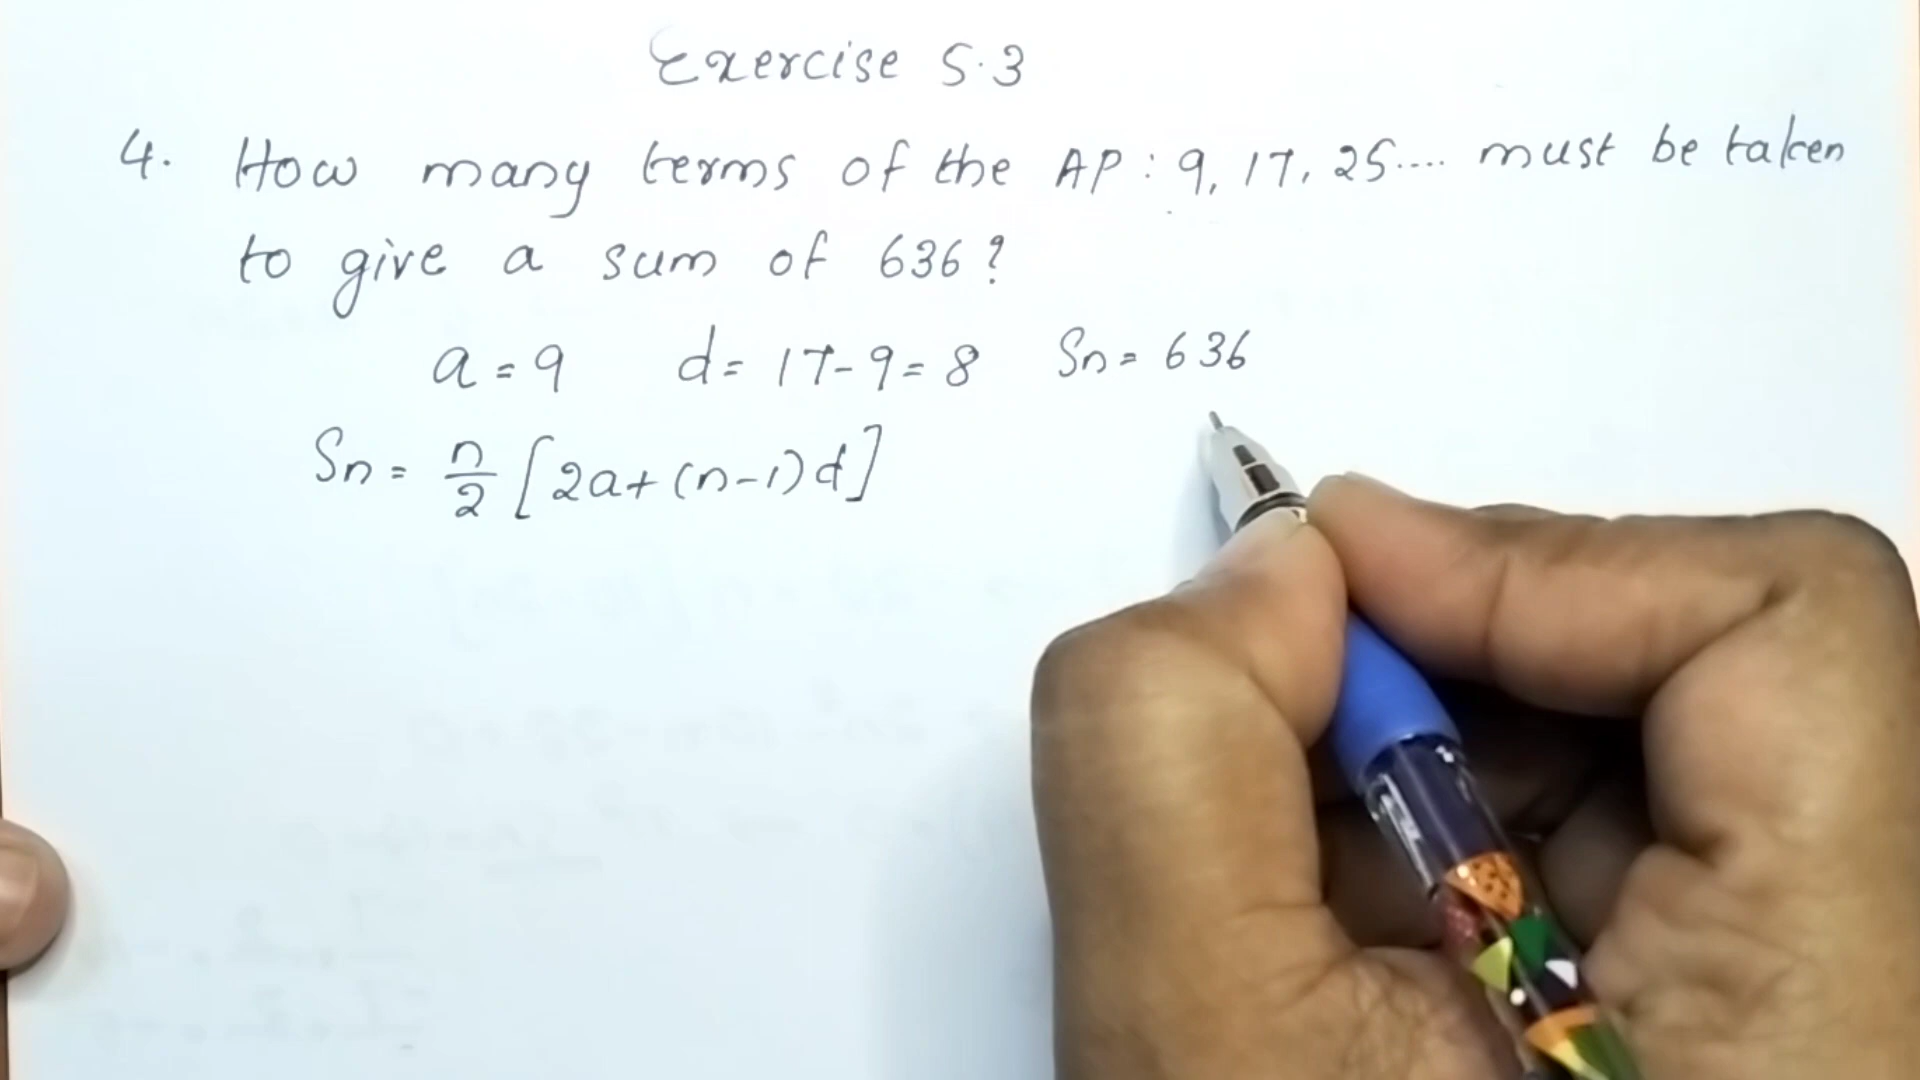 Exercise 5.3
4. How many terms of the AP : 9, 17, 25.... must be taken
to give a sum of 636?
a = 9 d = 17-9 = 8 Sn = 636
Sn = n/2 [2a+(n-1)d]